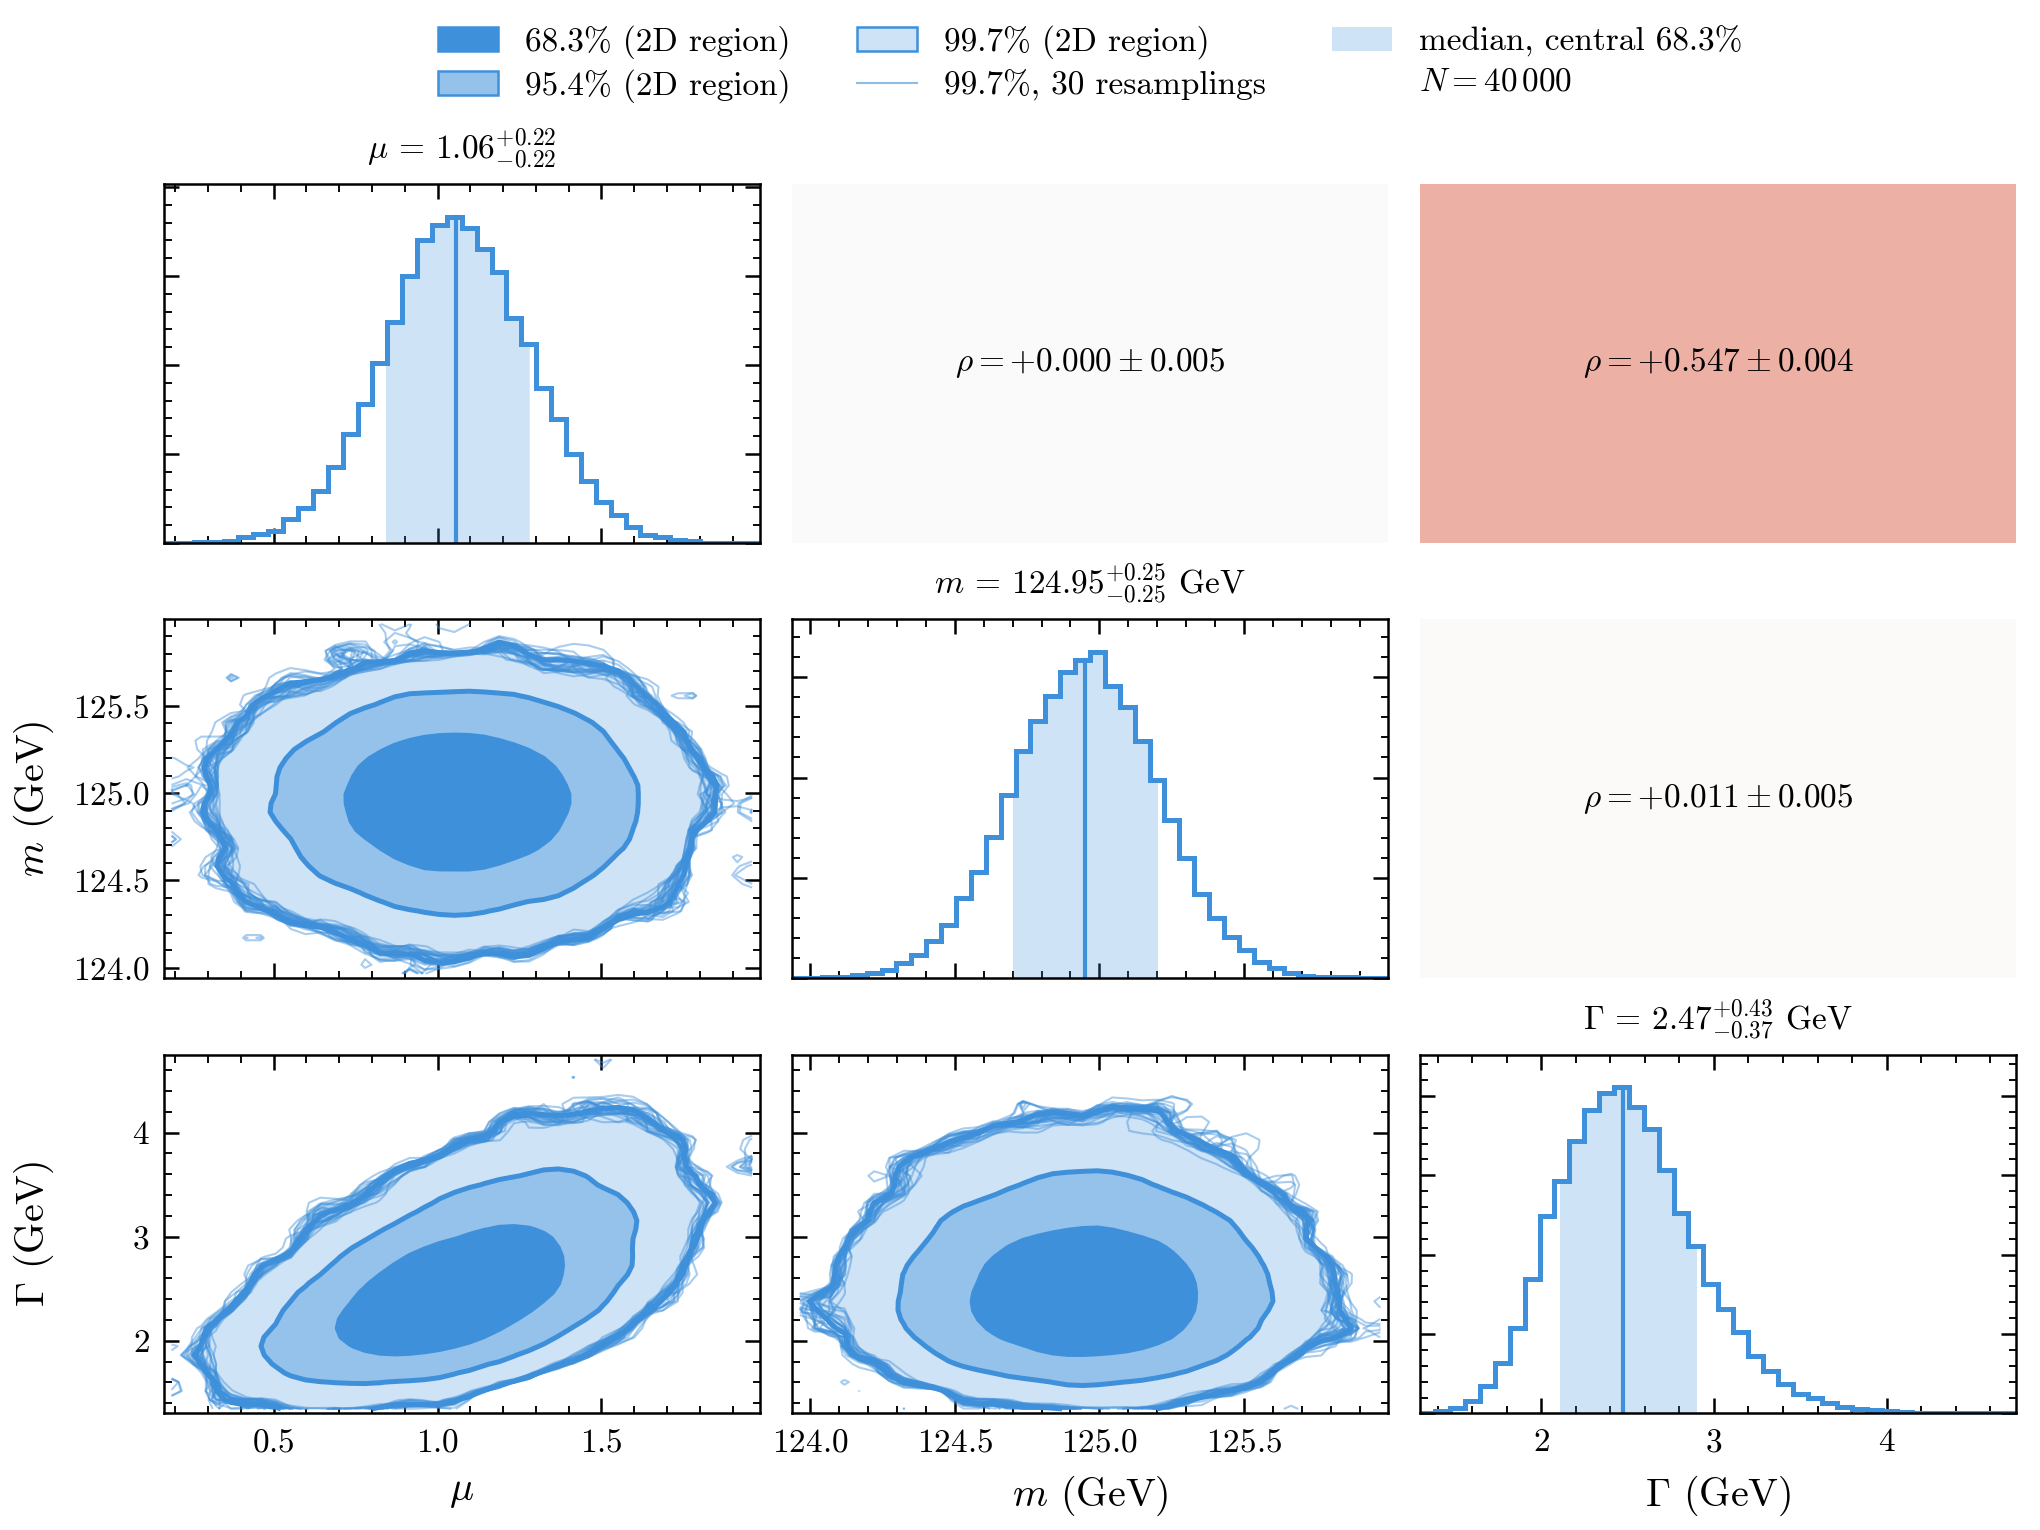 68.3% (2D region)
95.4% (2D region)
99.7% (2D region)
99.7%, 30 resamplings
median, central 68.3%
N = 40 000
μ = 1.06 +0.22 −0.22
ρ = +0.000 ± 0.005
ρ = +0.547 ± 0.004
m = 124.95 +0.25 −0.25 GeV
m (GeV)
125.5
125.0
124.5
124.0
ρ = +0.011 ± 0.005
Γ = 2.47 +0.43 −0.37 GeV
Γ (GeV)
4
3
2
0.5 1.0 1.5
124.0 124.5 125.0 125.5
2 3 4
μ
m (GeV)
Γ (GeV)